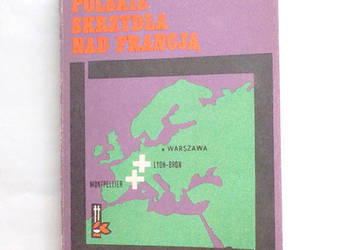 POLSKIE
SKRZYDŁA
NAD FRANCJĄ
WARSZAWA
LYON-BRON
MONTPELLIER